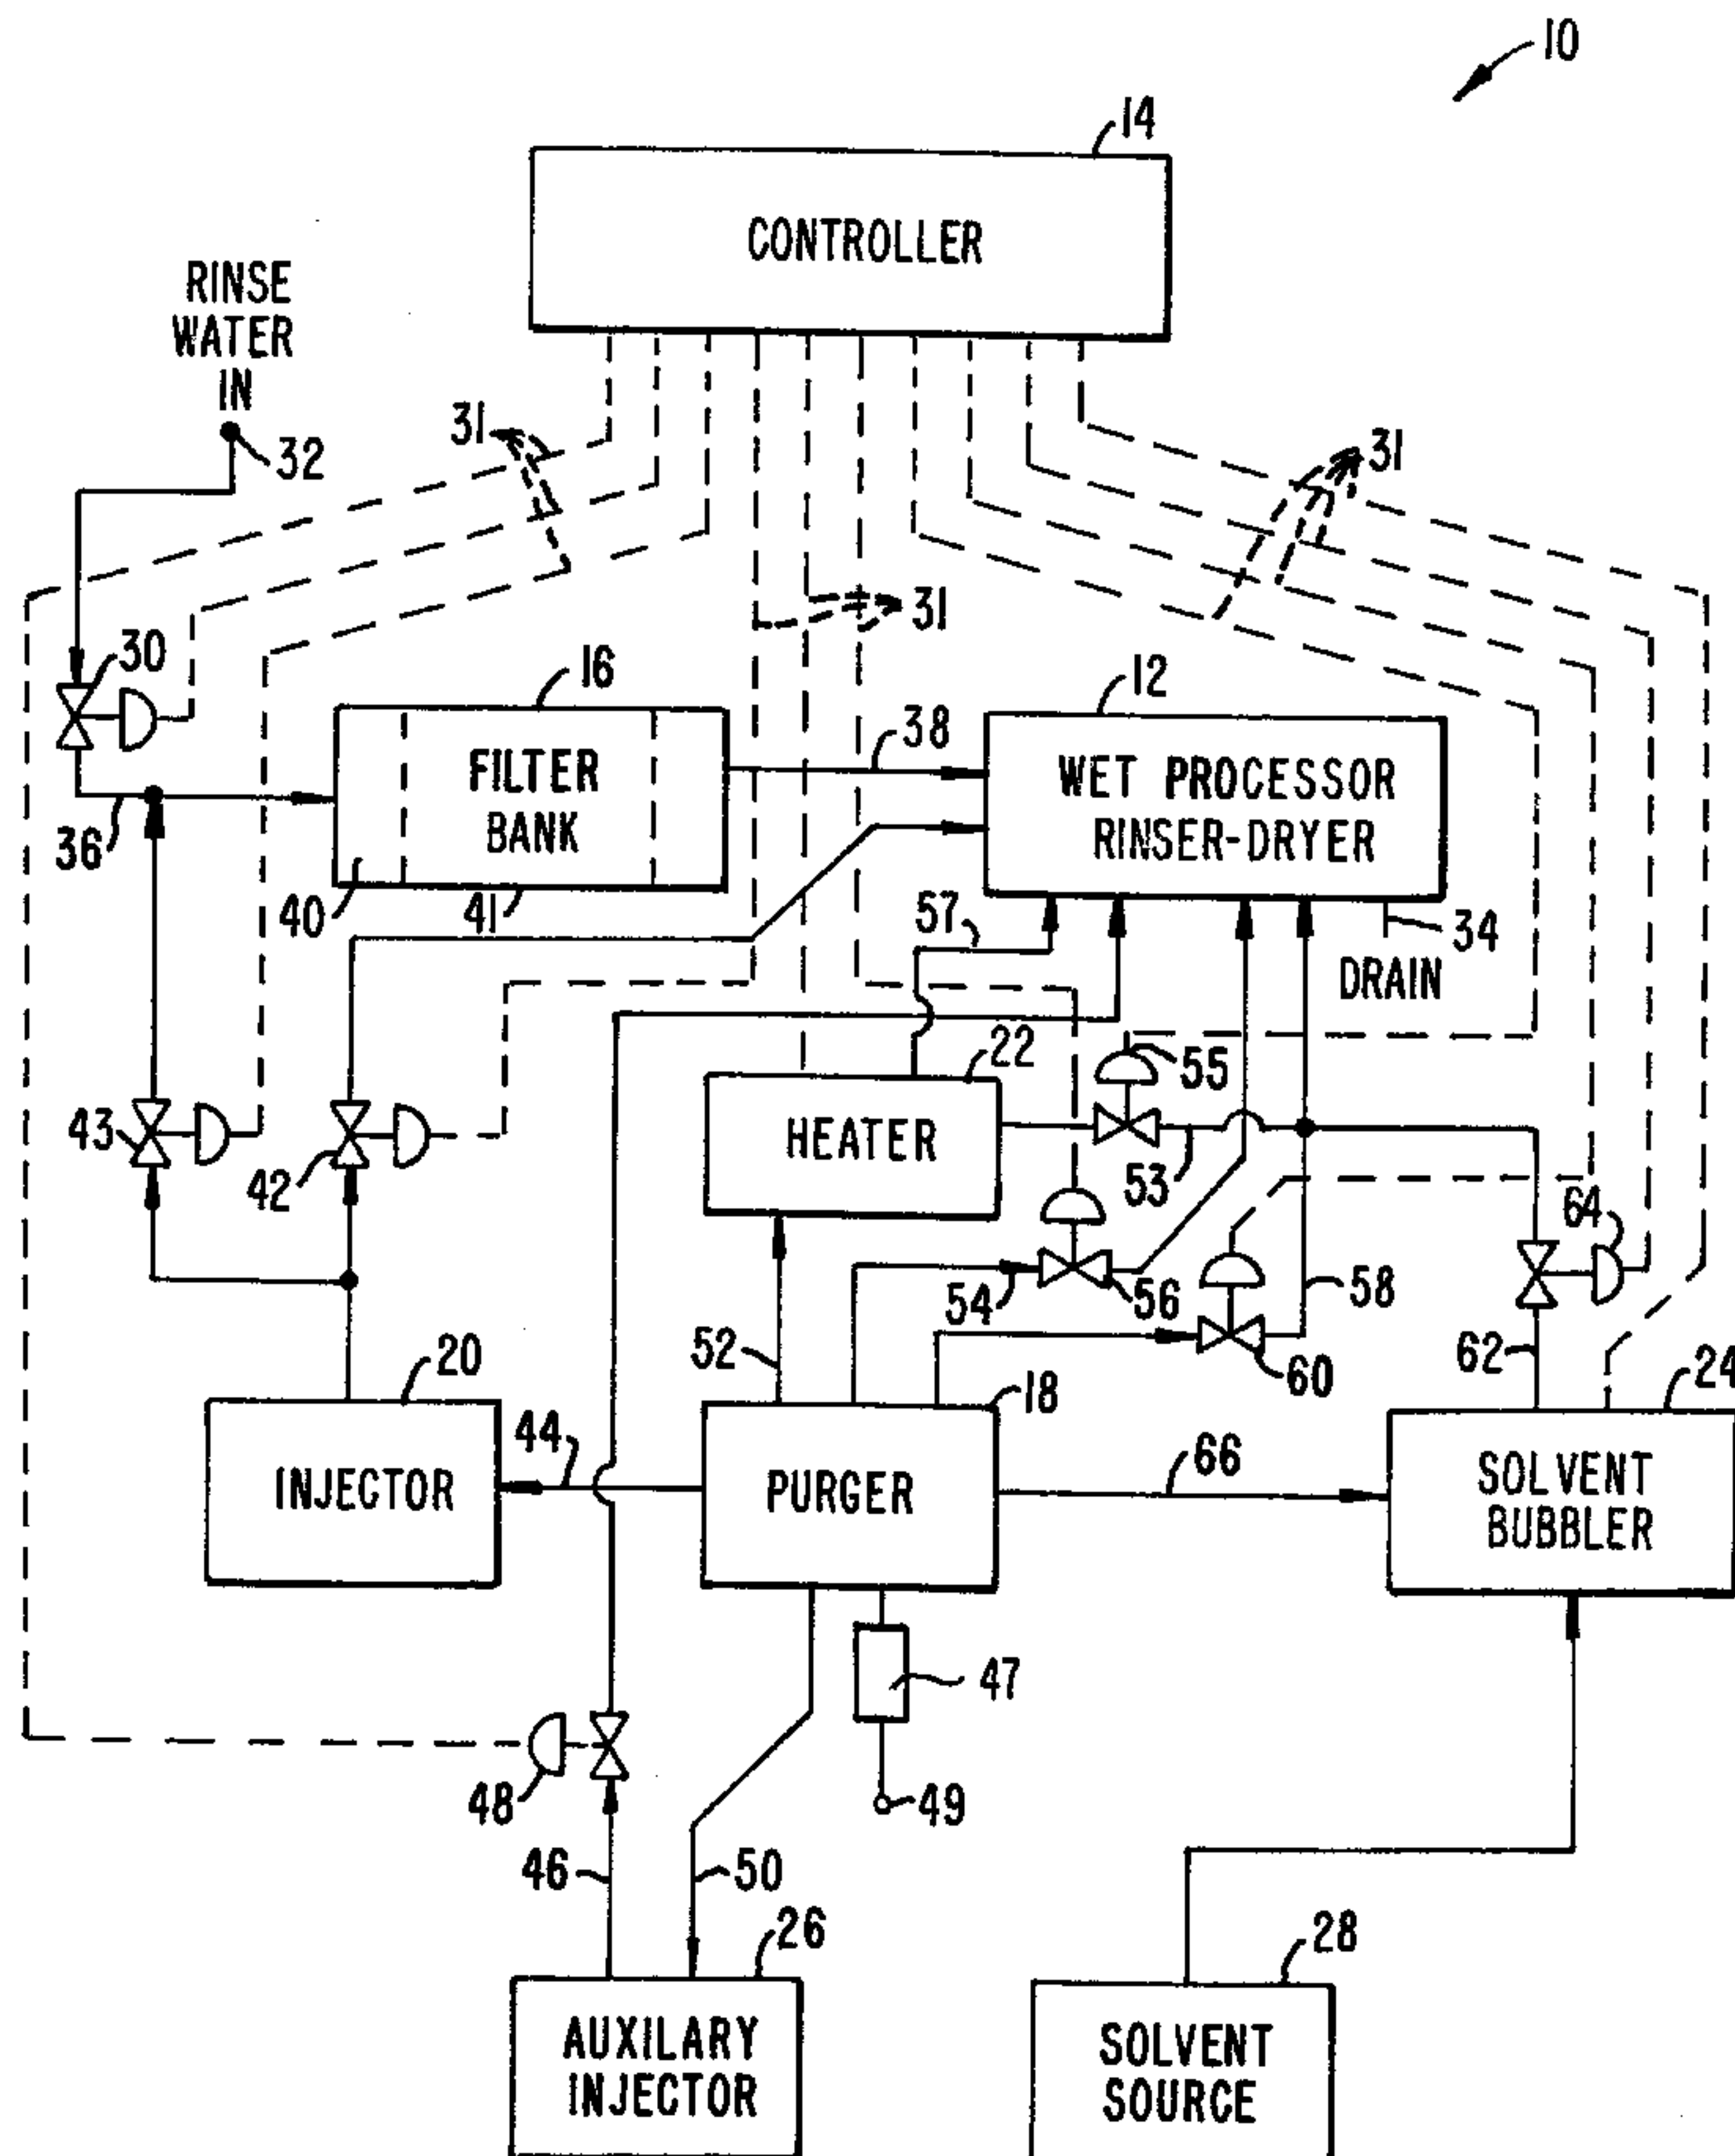 10
14
CONTROLLER
RINSE
WATER
IN
32
31
31
31
30
16
FILTER
BANK
38
12
WET PROCESSOR
RINSER-DRYER
36
40
41
57
34
DRAIN
22
HEATER
55
53
43
42
64
54
56
58
52
60
62
20
INJECTOR
44
18
PURGER
66
24
SOLVENT
BUBBLER
47
48
49
46
50
26
AUXILARY
INJECTOR
28
SOLVENT
SOURCE